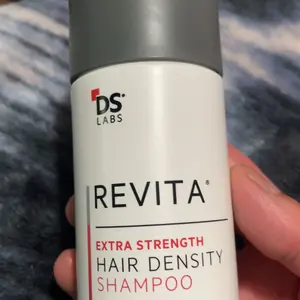 DS
LABS
REVITA®
EXTRA STRENGTH
HAIR DENSITY
SHAMPOO